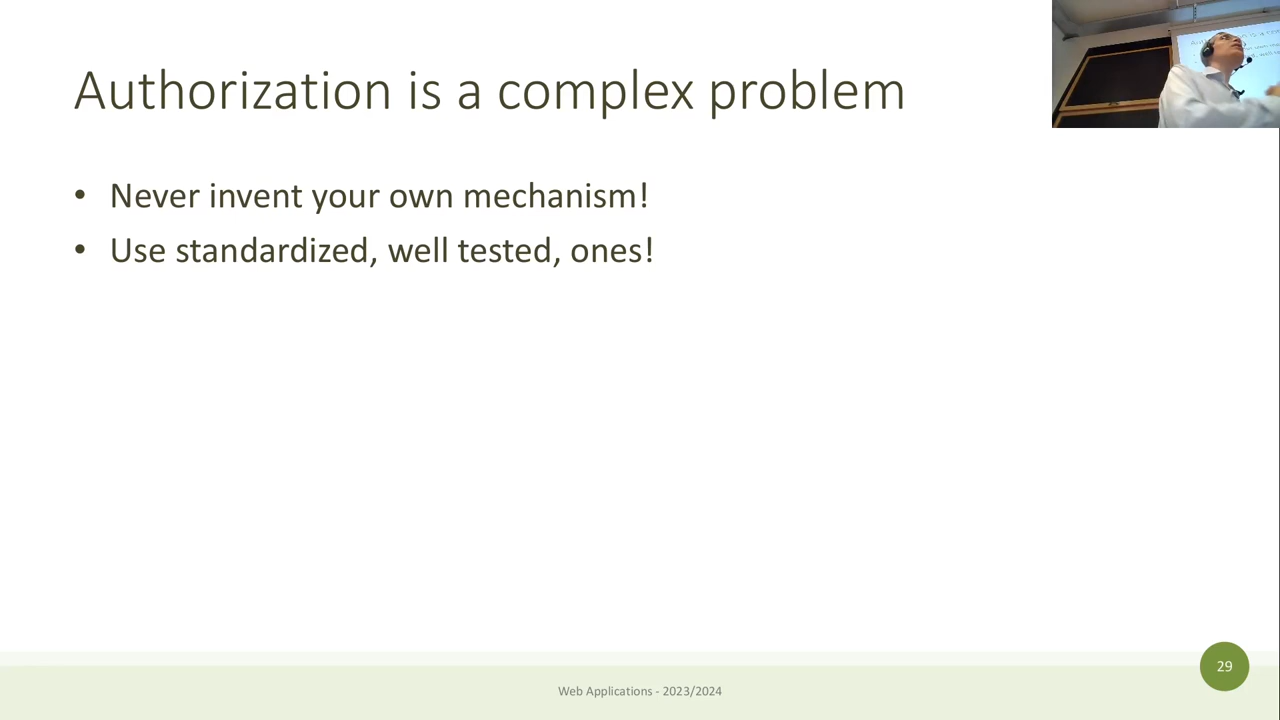 Authorization is a complex problem
• Never invent your own mechanism!
• Use standardized, well tested, ones!
29
Web Applications - 2023/2024